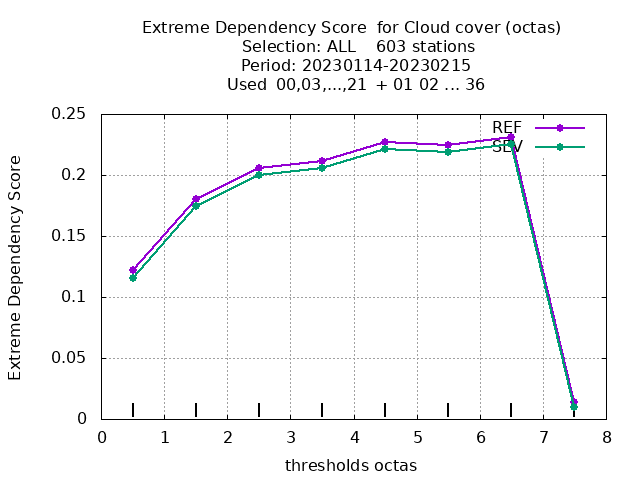 Extreme Dependency Score  for Cloud cover (octas)
Selection: ALL    603 stations
Period: 20230114-20230215
Used  00,03,...,21  + 01 02 ... 36
REF
SEV
0.25
0.2
0.15
0.1
0.05
0
Extreme Dependency Score
0 1 2 3 4 5 6 7 8
thresholds octas